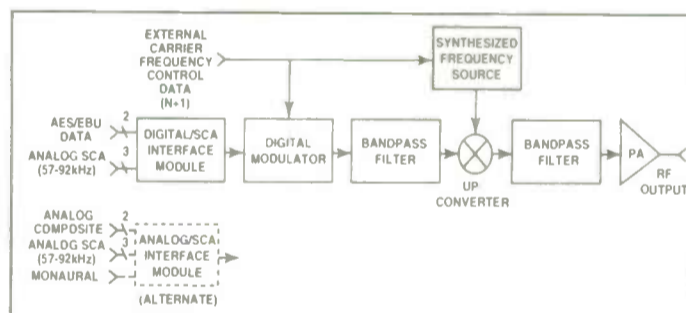 EXTERNAL
CARRIER
FREQUENCY
CONTROL
DATA
(N+1)
SYNTHESIZED
FREQUENCY
SOURCE
AES/EBU
DATA
2
ANALOG SCA
(57-92kHz)
3
DIGITAL/SCA
INTERFACE
MODULE
DIGITAL
MODULATOR
BANDPASS
FILTER
UP
CONVERTER
BANDPASS
FILTER
PA
RF
OUTPUT
ANALOG
COMPOSITE
2
ANALOG SCA
(57-92kHz)
3
MONAURAL
ANALOG/SCA
INTERFACE
MODULE
(ALTERNATE)